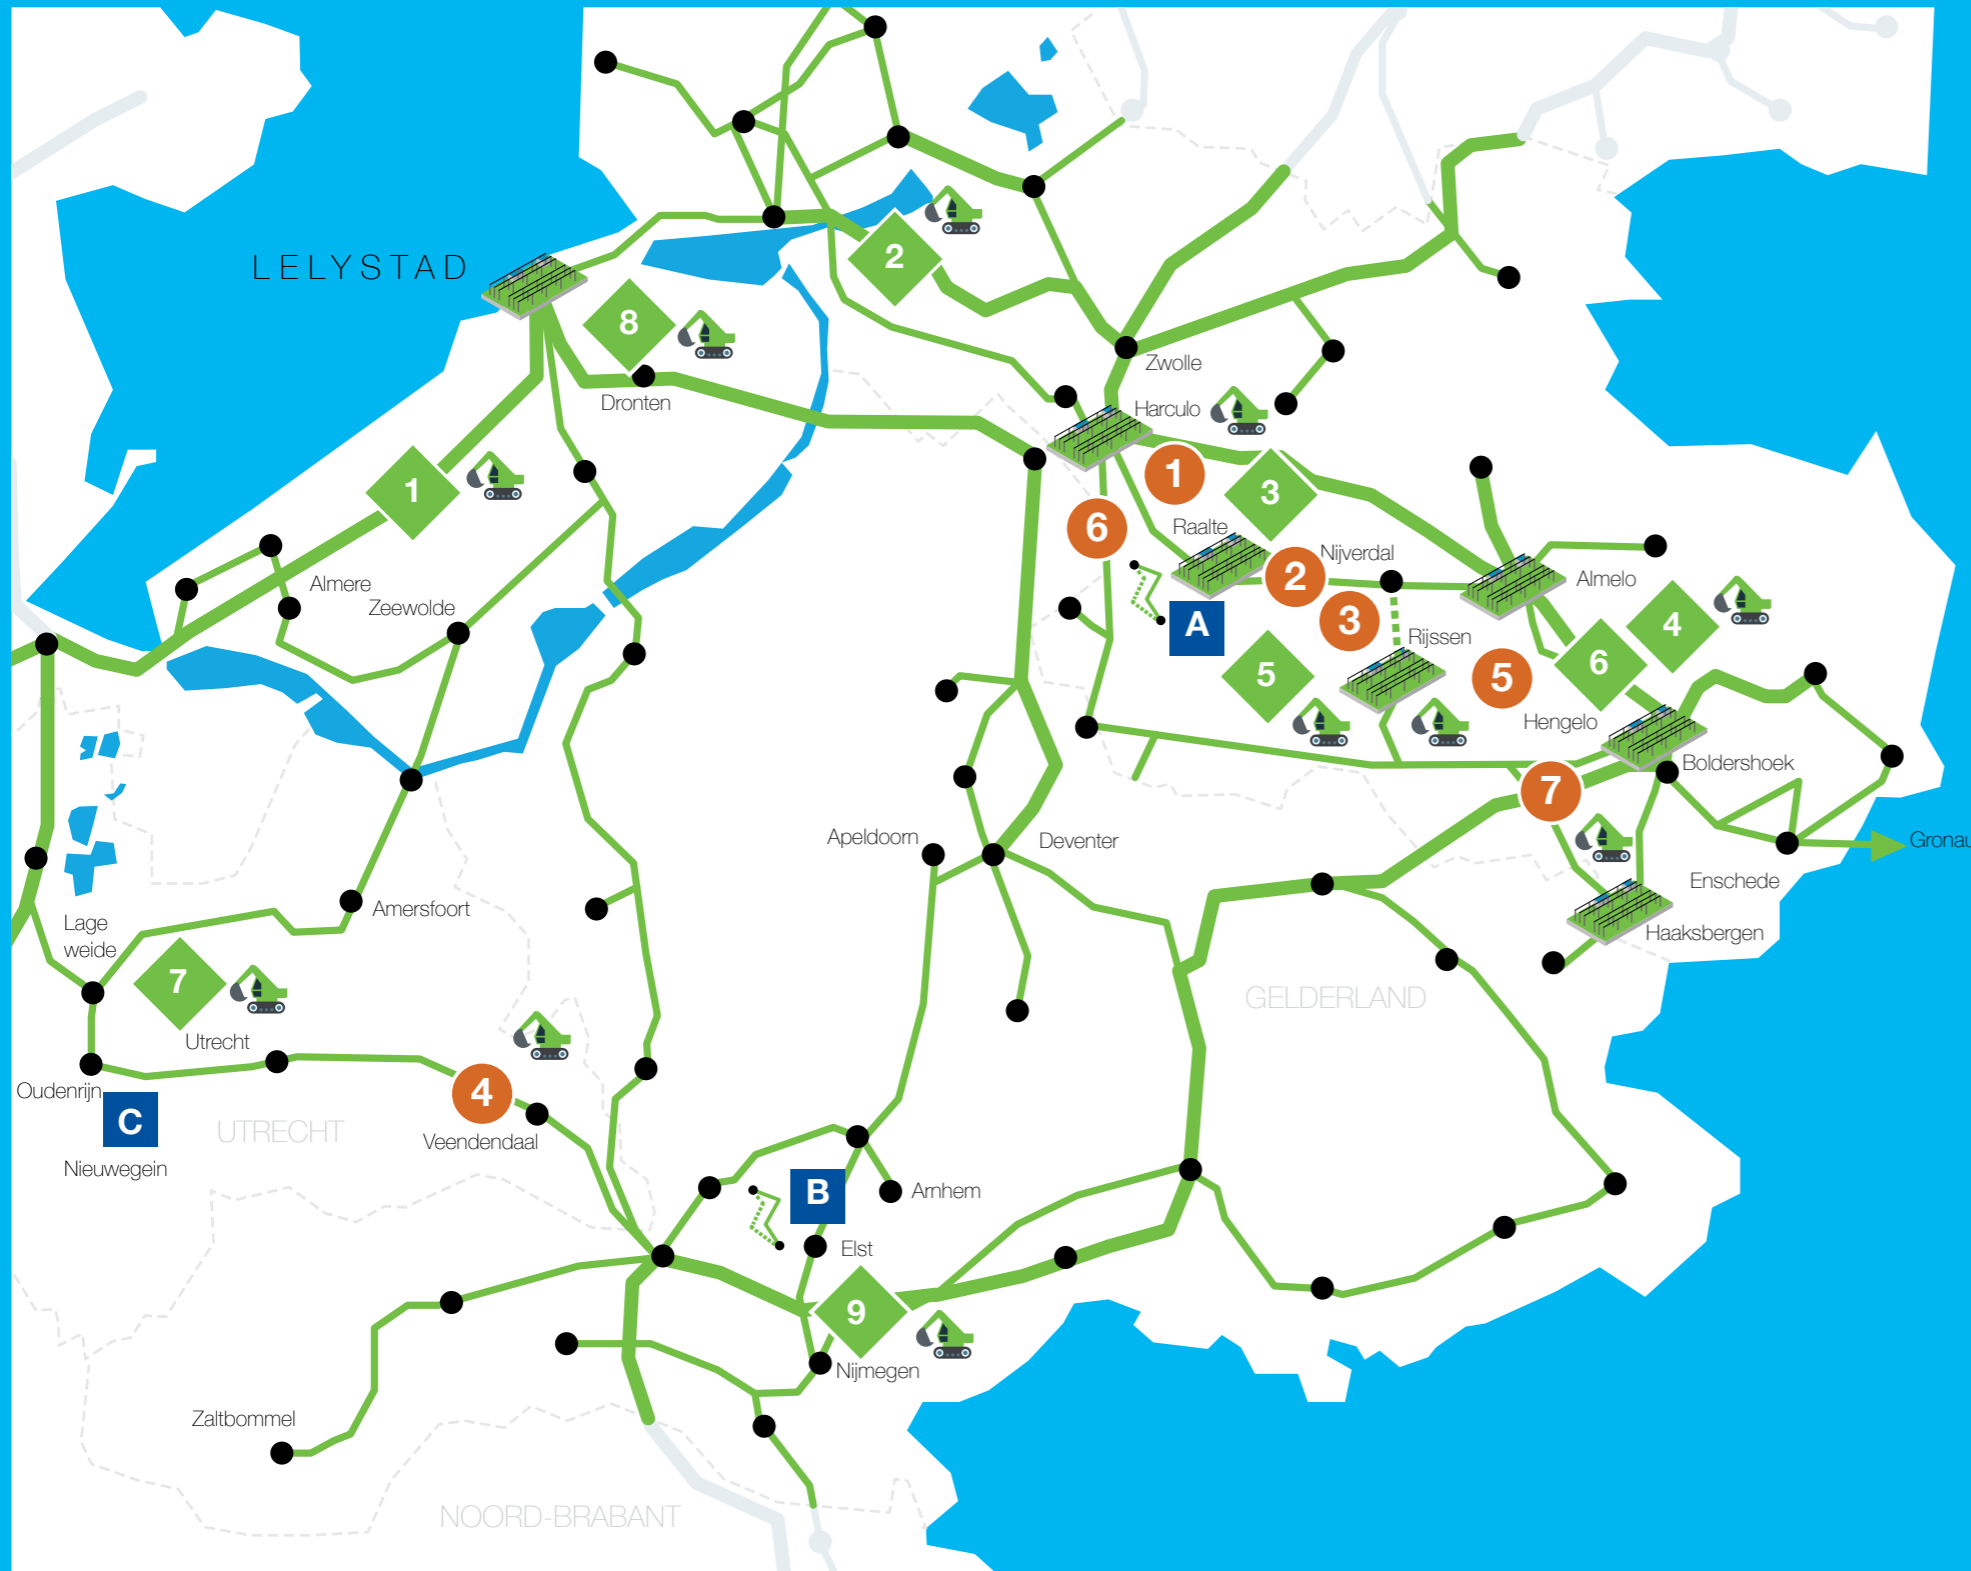 2
LELYSTAD
8
Zwolle
Dronten
Harculo
1
1
3
6
Raalte
Nijverdal
2
Almelo
Almere
Zeewolde
A
3
4
Rijssen
5
5
6
Hengelo
Boldershoek
7
Apeldoorn
Deventer
Gronau
Enschede
Amersfoort
Lage
weide
Haaksbergen
7
GELDERLAND
Utrecht
Oudenrijn
4
C
UTRECHT
Veendendaal
Nieuwegein
B
Arnhem
Elst
9
Nijmegen
Zaltbommel
NOORD-BRABANT